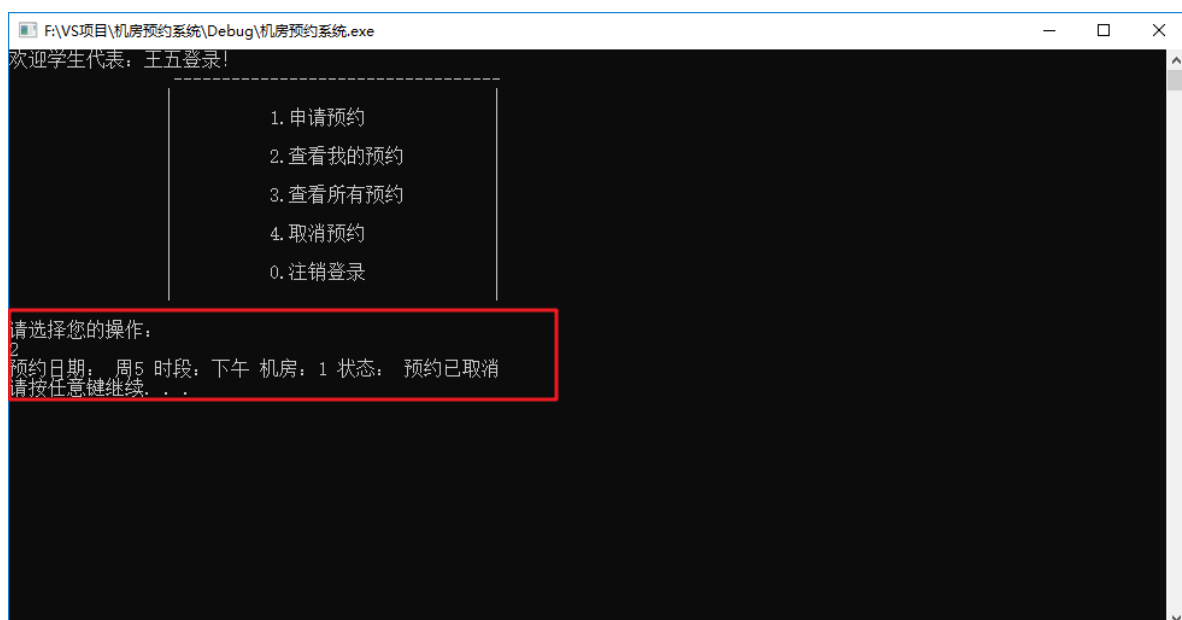 F:\VS项目\机房预约系统\Debug\机房预约系统.exe
欢迎学生代表：王五登录！
----------------------------------
1.申请预约
2.查看我的预约
3.查看所有预约
4.取消预约
0.注销登录
请选择您的操作：
2
预约日期： 周5 时段：下午 机房：1 状态： 预约已取消
请按任意键继续. . .